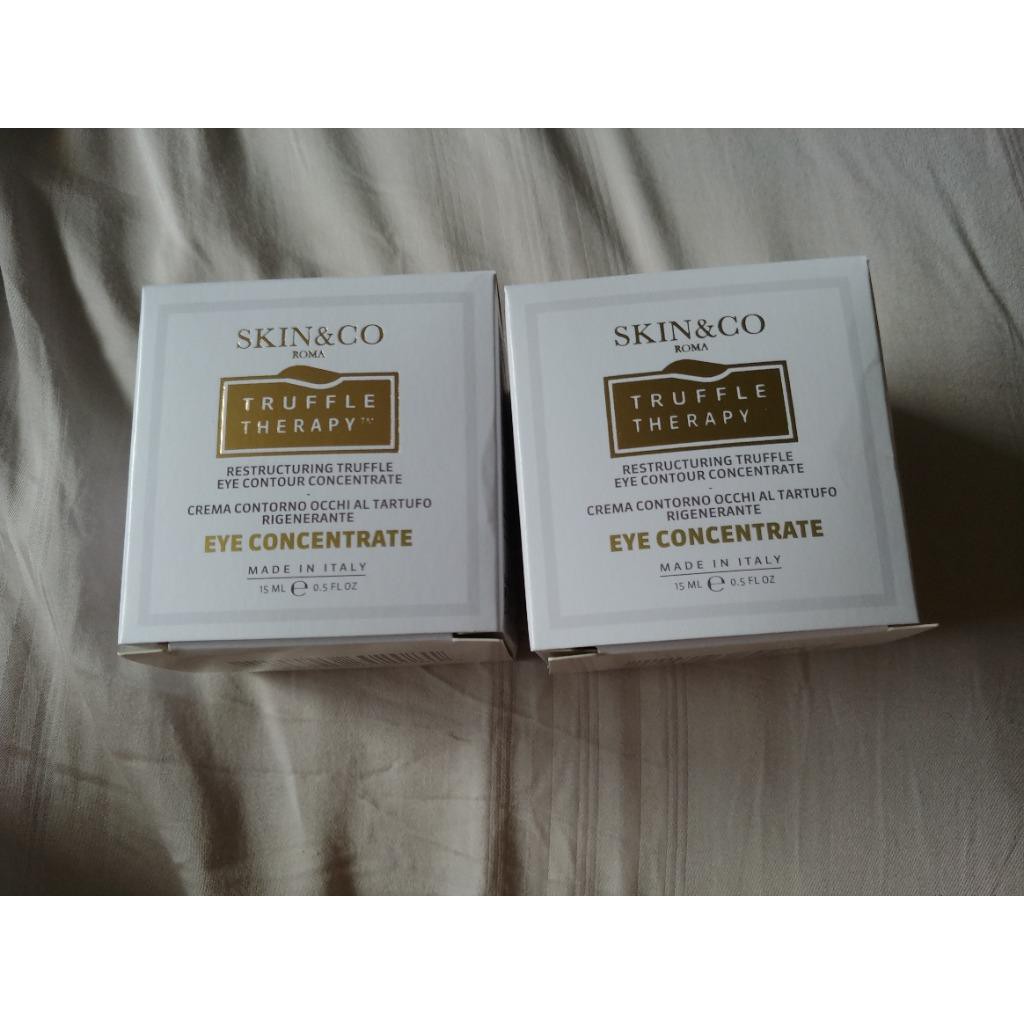 SKIN&CO
ROMA
TRUFFLE
THERAPY™
RESTRUCTURING TRUFFLE
EYE CONTOUR CONCENTRATE
-
CREMA CONTORNO OCCHI AL TARTUFO
RIGENERANTE
EYE CONCENTRATE
MADE IN ITALY
15 ML ℮ 0.5 FL OZ
SKIN&CO
ROMA
TRUFFLE
THERAPY
RESTRUCTURING TRUFFLE
EYE CONTOUR CONCENTRATE
-
CREMA CONTORNO OCCHI AL TARTUFO
RIGENERANTE
EYE CONCENTRATE
MADE IN ITALY
15 ML ℮ 0.5 FL OZ